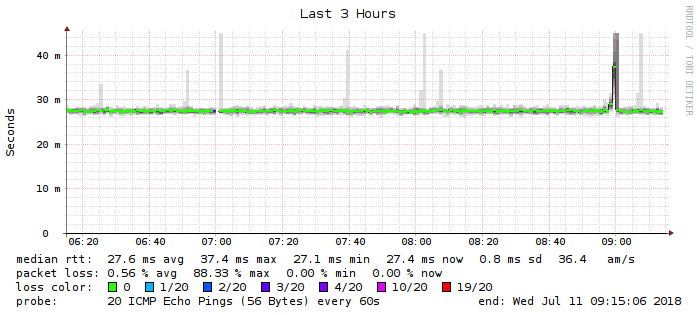 Last 3 Hours
RRDTOOL / TOBI OETIKER
Seconds
40 m
30 m
20 m
10 m
0
06:20 06:40 07:00 07:20 07:40 08:00 08:20 08:40 09:00
median rtt: 27.6 ms avg 37.4 ms max 27.1 ms min 27.4 ms now 0.8 ms sd 36.4 am/s
packet loss: 0.56 % avg 88.33 % max 0.00 % min 0.00 % now
loss color: 0 1/20 2/20 3/20 4/20 10/20 19/20
probe: 20 ICMP Echo Pings (56 Bytes) every 60s end: Wed Jul 11 09:15:06 2018